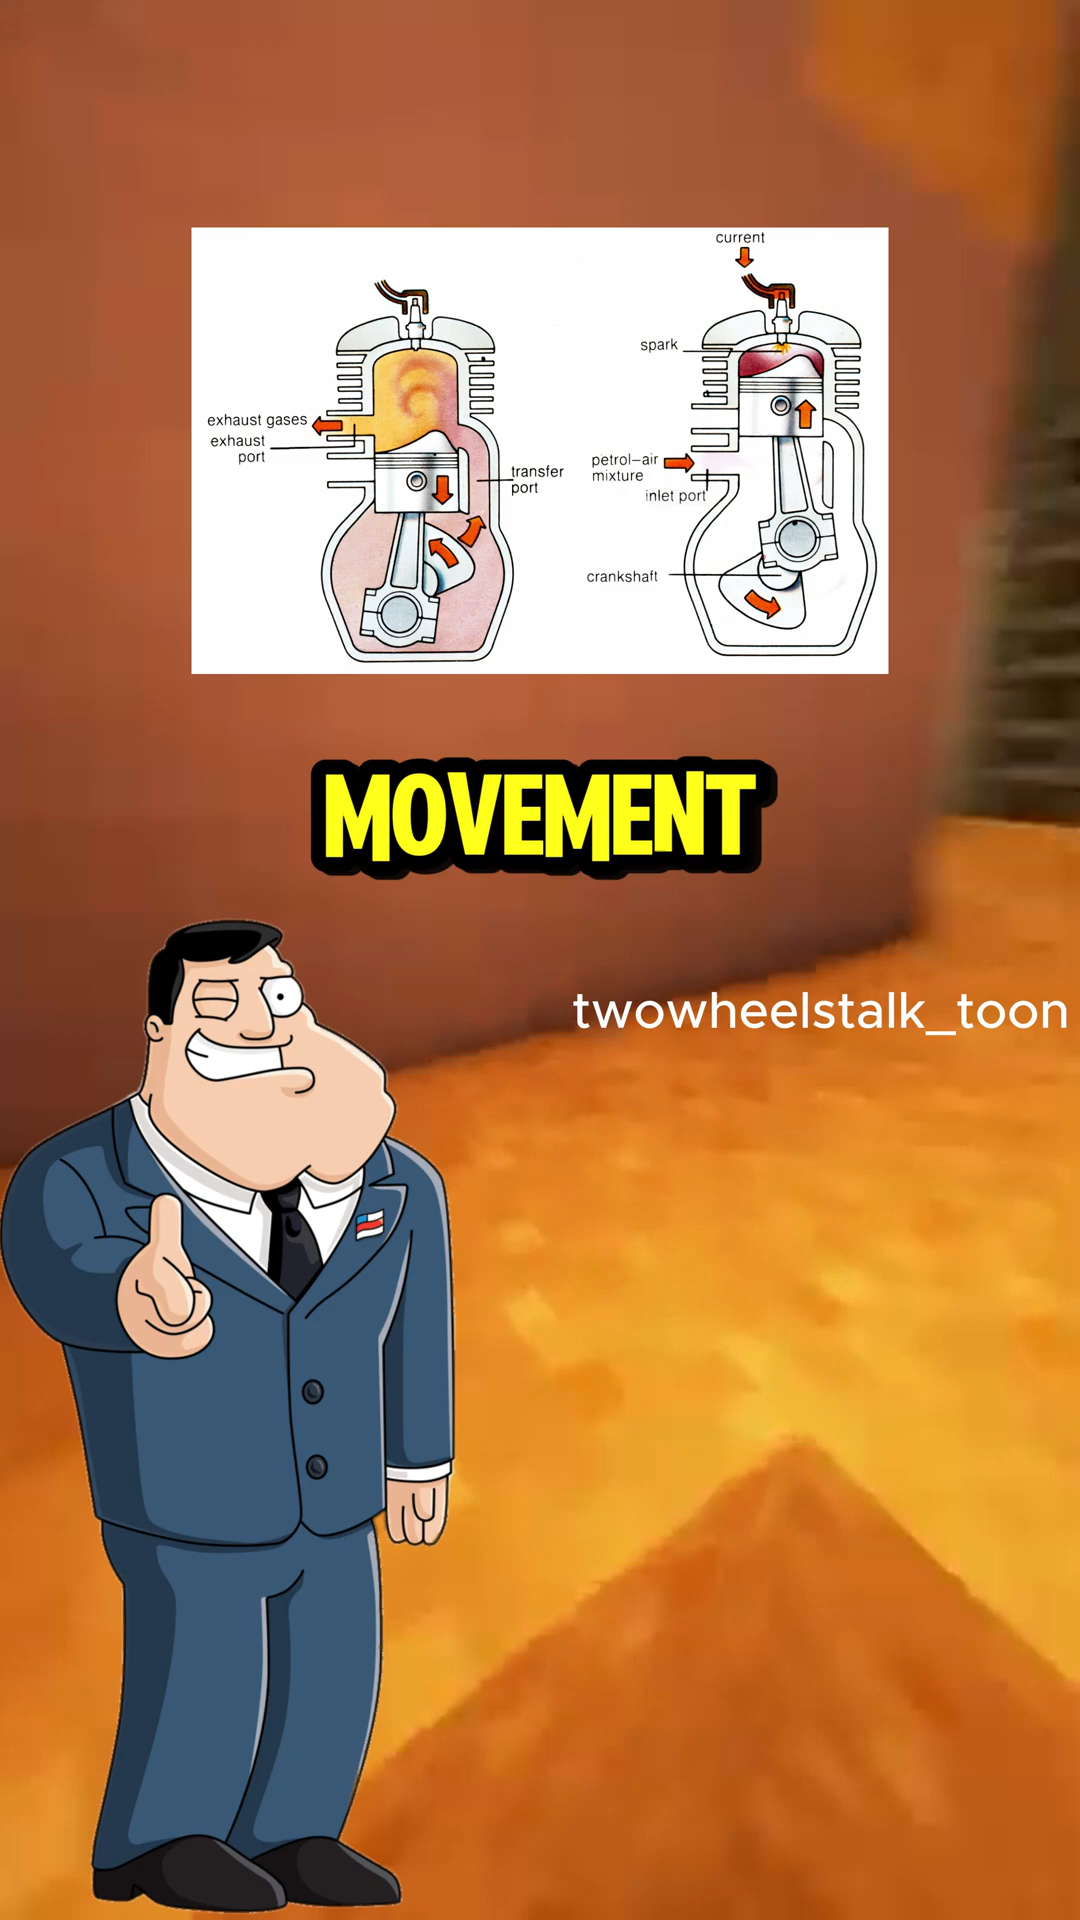 current
spark
exhaust gases
exhaust
port
transfer
port
petrol–air
mixture
inlet port
crankshaft
MOVEMENT
twowheelstalk_toon